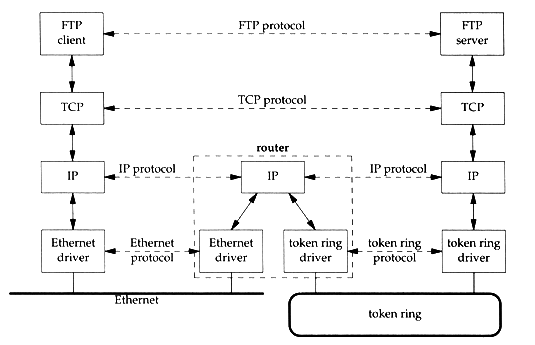 FTP client
FTP protocol
FTP server
TCP
TCP protocol
TCP
router
IP
IP protocol
IP
IP protocol
IP
Ethernet driver
Ethernet protocol
Ethernet driver
token ring driver
token ring protocol
token ring driver
Ethernet
token ring